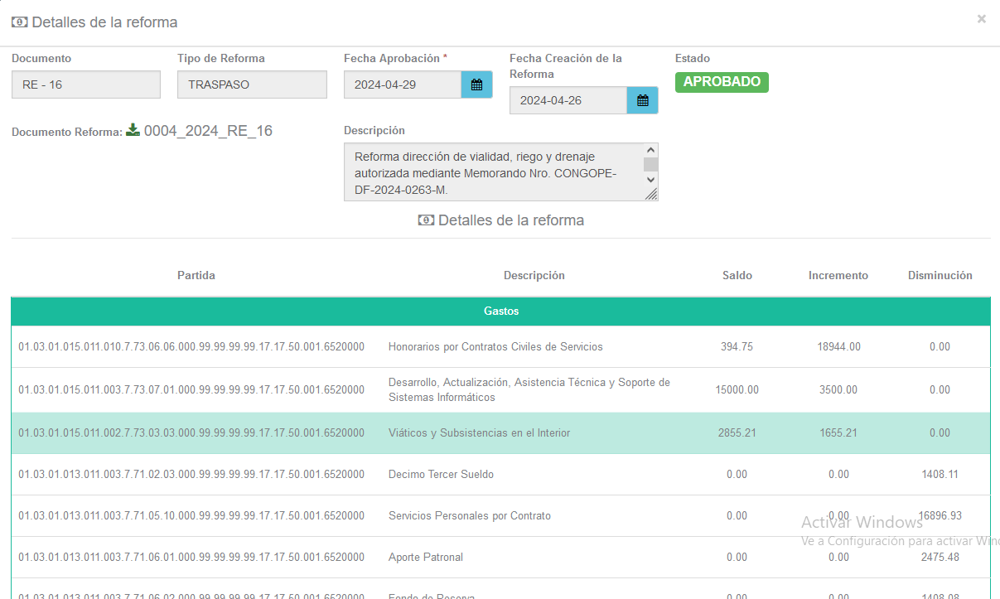 Detalles de la reforma
×
Documento
Tipo de Reforma
Fecha Aprobación *
Fecha Creación de la
Reforma
Estado
RE - 16
TRASPASO
2024-04-29
2024-04-26
APROBADO
Documento Reforma: 0004_2024_RE_16
Descripción
Reforma dirección de vialidad, riego y drenaje
autorizada mediante Memorando Nro. CONGOPE-
DF-2024-0263-M.
Detalles de la reforma
Partida Descripción Saldo Incremento Disminución
Gastos
01.03.01.015.011.010.7.73.06.06.000.99.99.99.99.17.17.50.001.6520000 Honorarios por Contratos Civiles de Servicios 394.75 18944.00 0.00
01.03.01.015.011.003.7.73.07.01.000.99.99.99.99.17.17.50.001.6520000 Desarrollo, Actualización, Asistencia Técnica y Soporte de
Sistemas Informáticos 15000.00 3500.00 0.00
01.03.01.015.011.002.7.73.03.03.000.99.99.99.99.17.17.50.001.6520000 Viáticos y Subsistencias en el Interior 2855.21 1655.21 0.00
01.03.01.013.011.003.7.71.02.03.000.99.99.99.99.17.17.50.001.6520000 Decimo Tercer Sueldo 0.00 0.00 1408.11
01.03.01.013.011.003.7.71.05.10.000.99.99.99.99.17.17.50.001.6520000 Servicios Personales por Contrato 0.00 0.00 16896.93
Activar Windows
Ve a Configuración para activar Win
01.03.01.013.011.003.7.71.06.01.000.99.99.99.99.17.17.50.001.6520000 Aporte Patronal 0.00 0.00 2475.48
01.03.01.013.011.003.7.71.06.02.000.99.99.99.99.17.17.50.001.6520000 Fondo de Reserva 0.00 0.00 1408.08